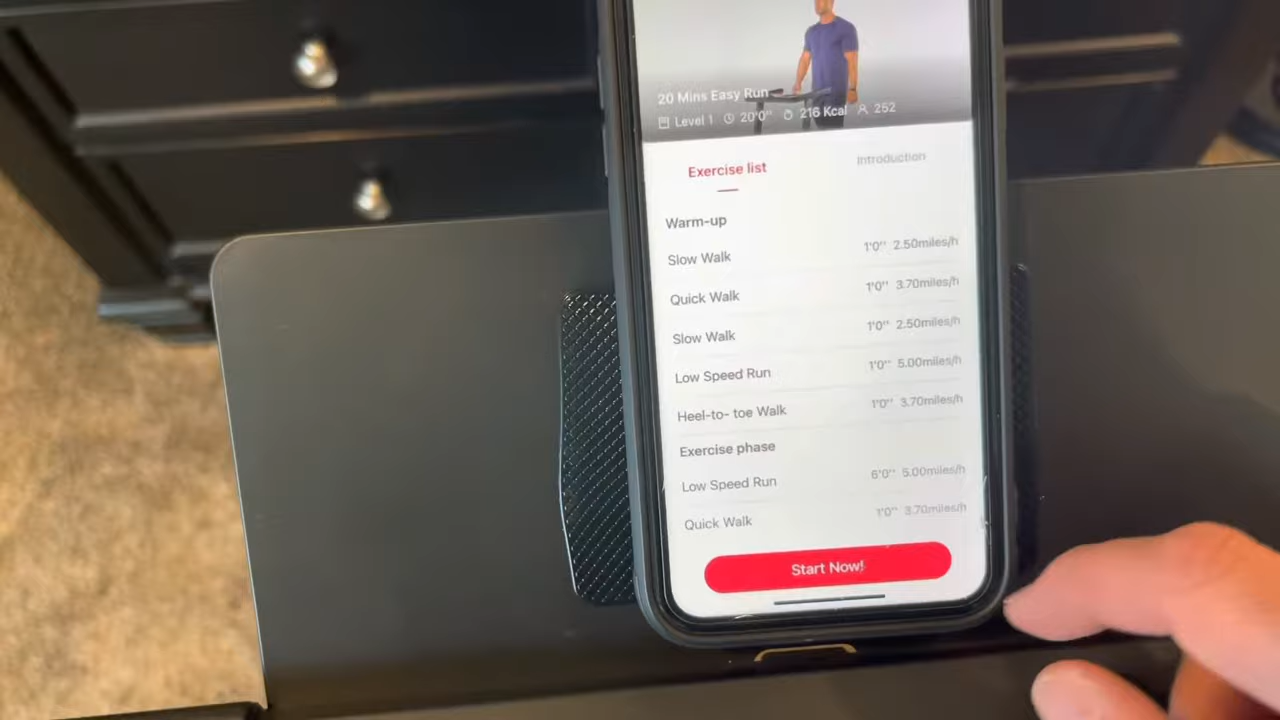 20 Mins Easy Run
Level 1 20'0'' 216 Kcal 252
Exercise list Introduction
Warm-up
Slow Walk 1'0'' 2.50miles/h
Quick Walk 1'0'' 3.70miles/h
Slow Walk 1'0'' 2.50miles/h
Low Speed Run 1'0'' 5.00miles/h
Heel-to- toe Walk 1'0'' 3.70miles/h
Exercise phase
Low Speed Run 6'0'' 5.00miles/h
Quick Walk 1'0'' 3.70miles/h
Start Now!